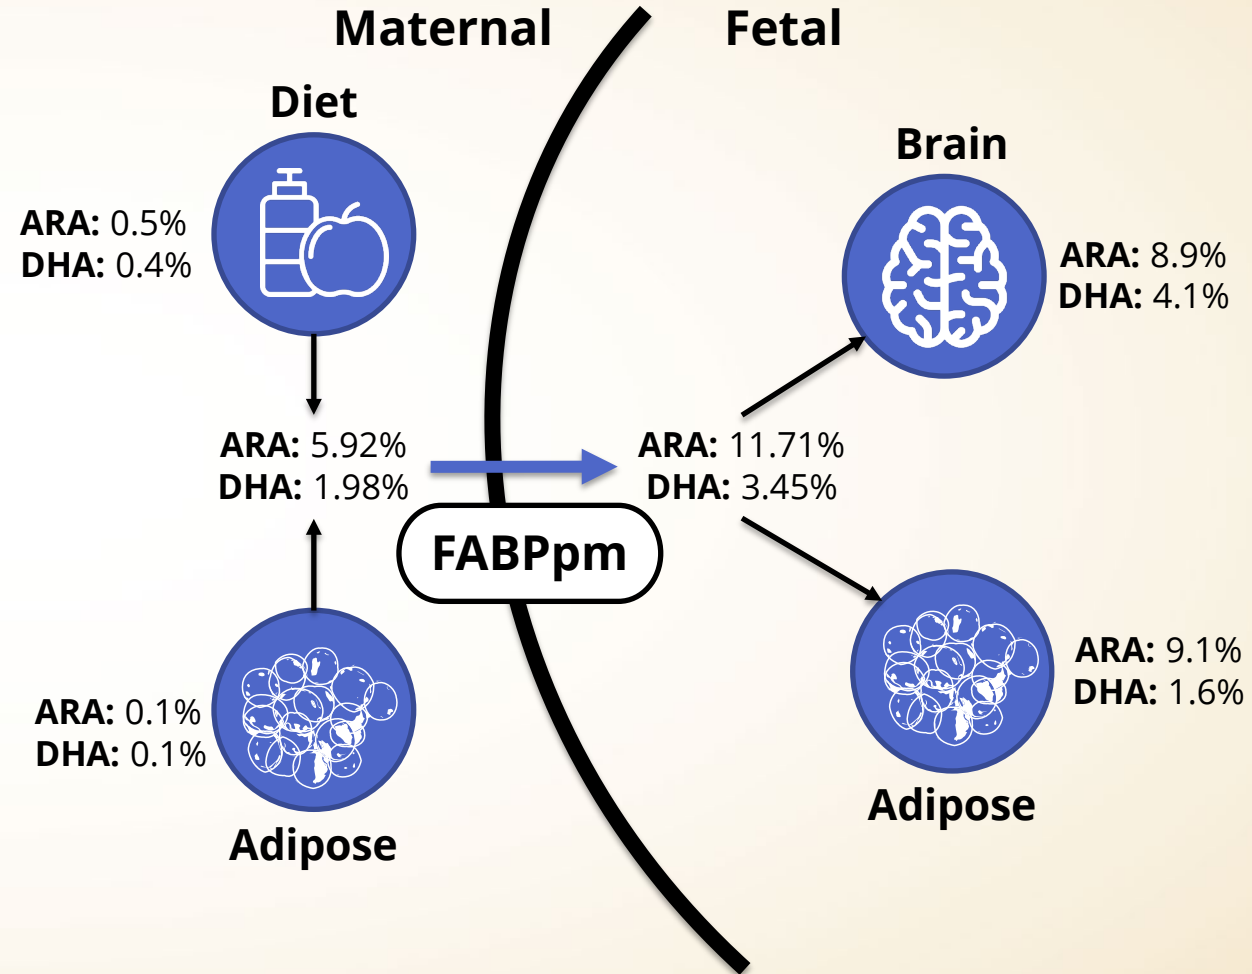 Maternal
Fetal
Diet
ARA: 0.5%
DHA: 0.4%
ARA: 5.92%
DHA: 1.98%
ARA: 0.1%
DHA: 0.1%
Adipose
FABPpm
Brain
ARA: 8.9%
DHA: 4.1%
ARA: 11.71%
DHA: 3.45%
ARA: 9.1%
DHA: 1.6%
Adipose